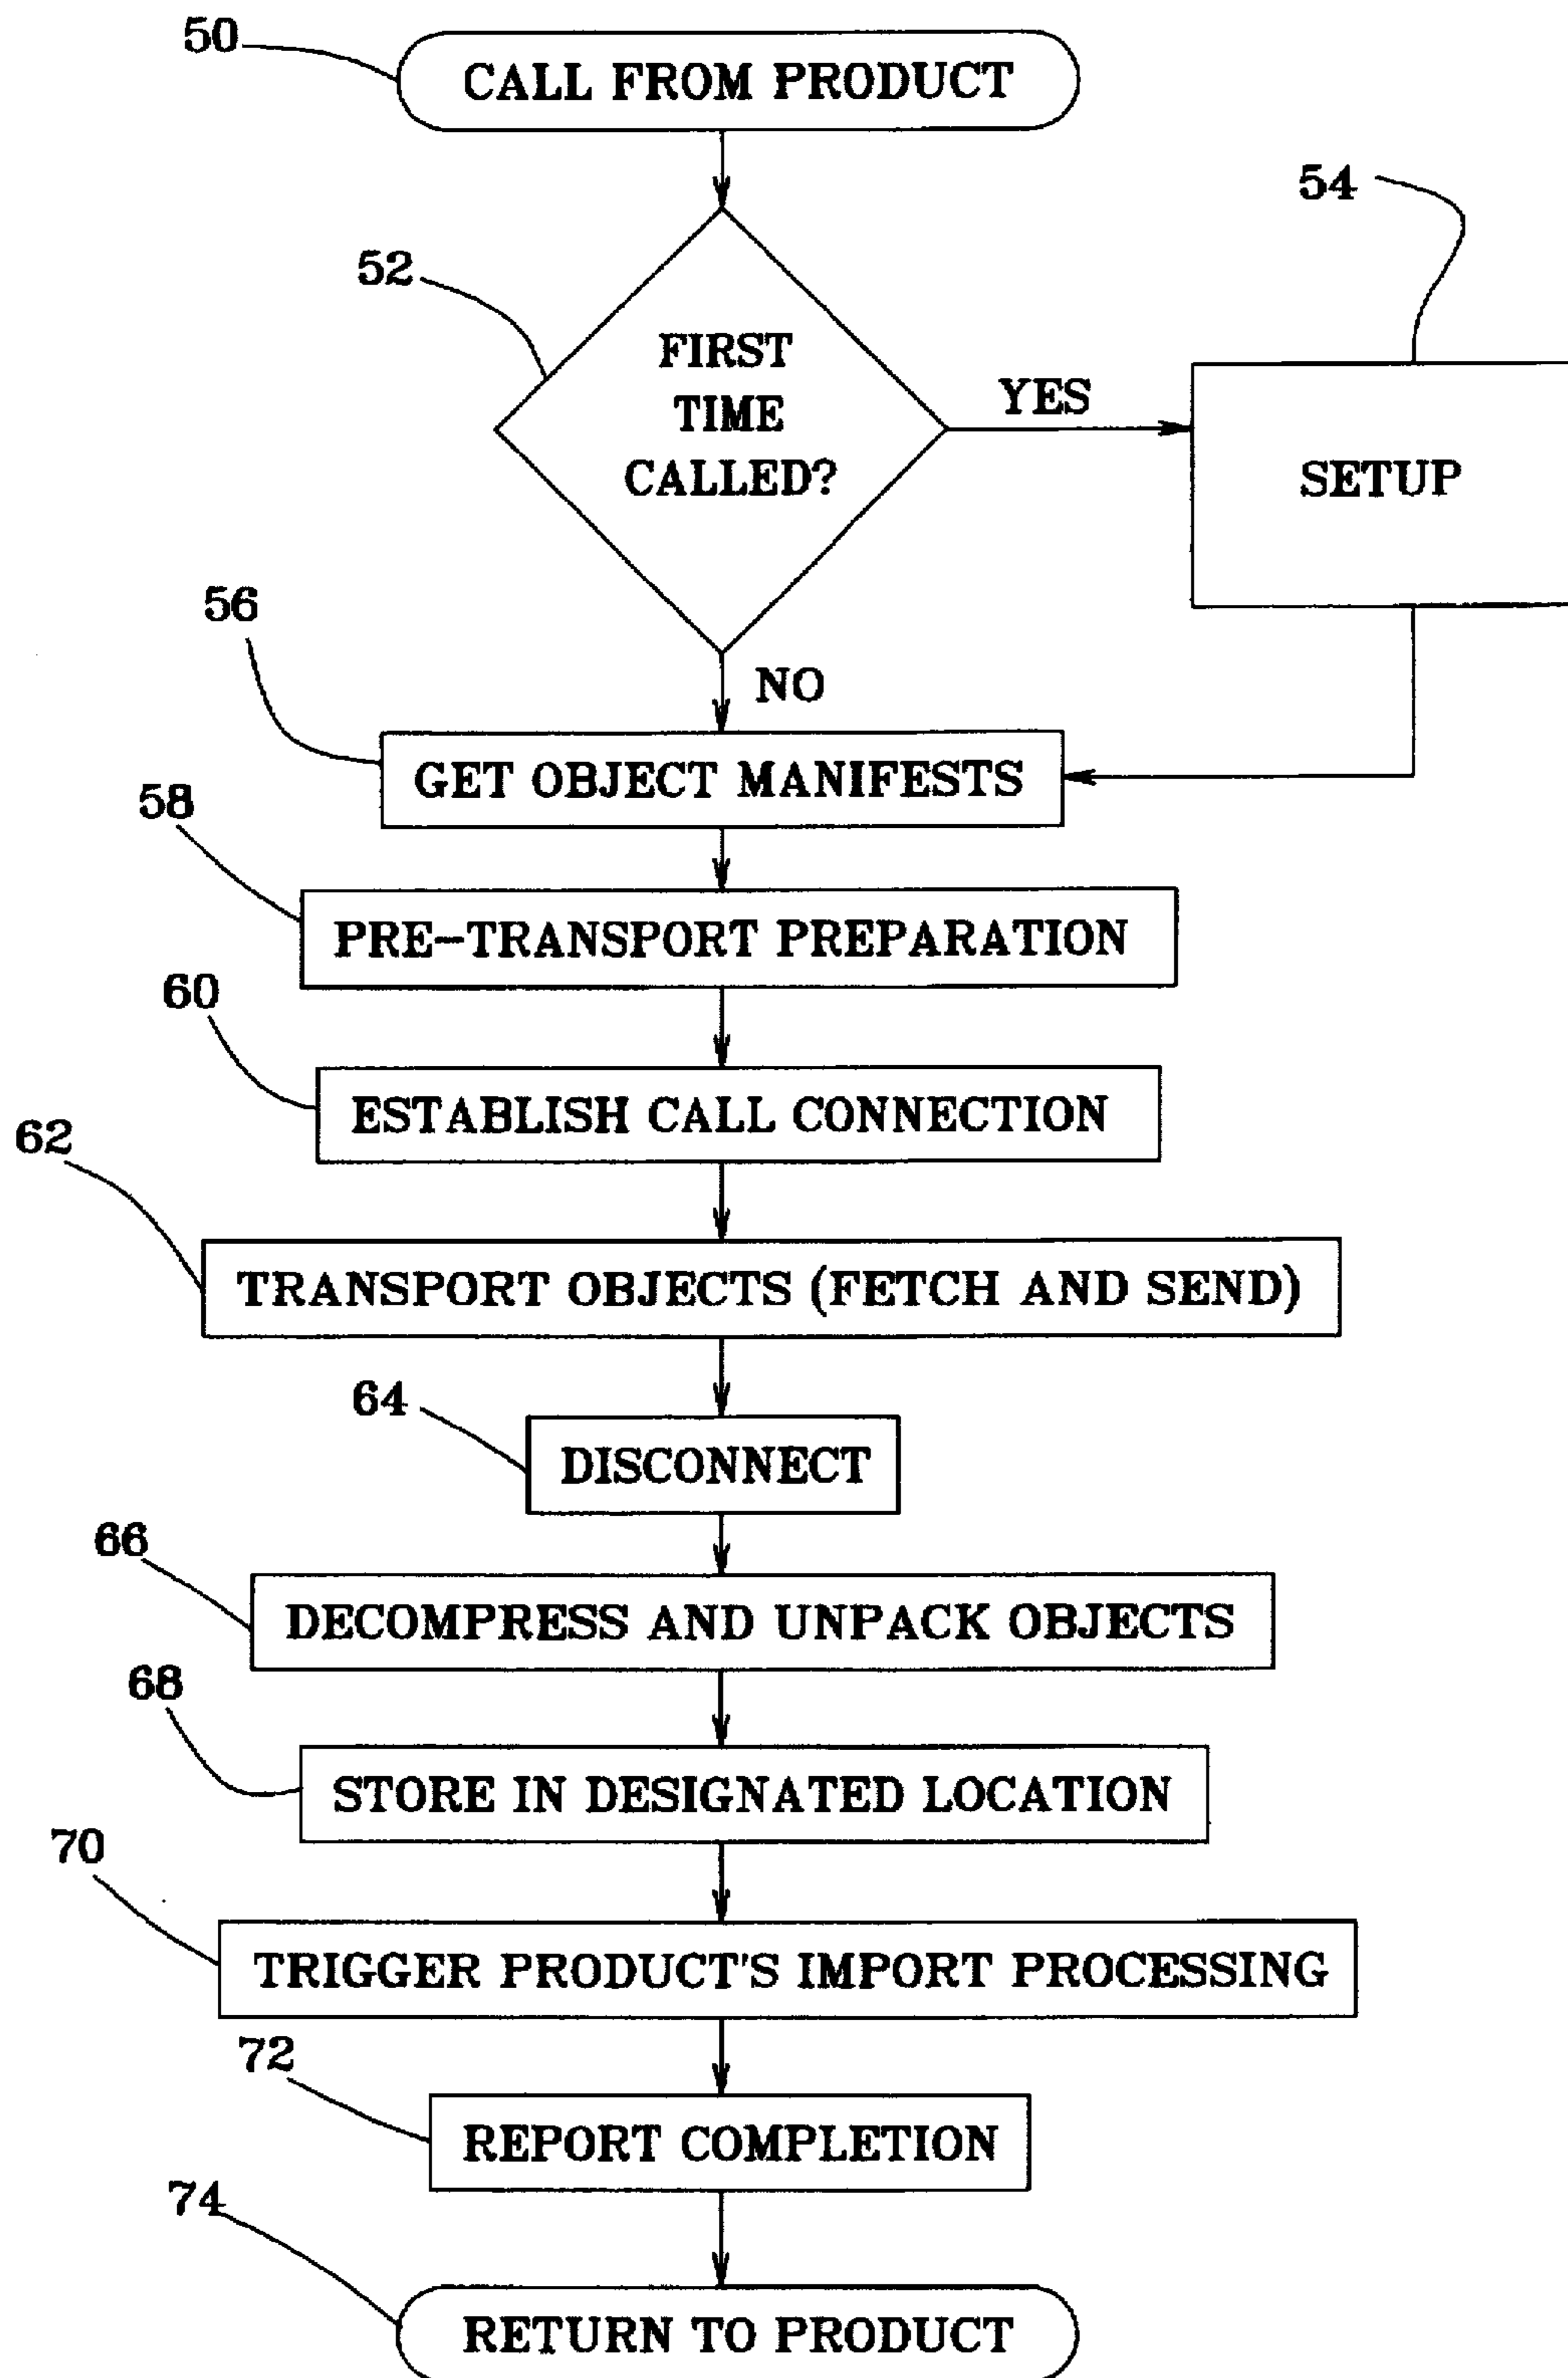 50
CALL FROM PRODUCT
54
52
FIRST
TIME
CALLED?
YES
SETUP
56
NO
GET OBJECT MANIFESTS
58
PRE-TRANSPORT PREPARATION
60
ESTABLISH CALL CONNECTION
62
TRANSPORT OBJECTS (FETCH AND SEND)
64
DISCONNECT
66
DECOMPRESS AND UNPACK OBJECTS
68
STORE IN DESIGNATED LOCATION
70
TRIGGER PRODUCT'S IMPORT PROCESSING
72
REPORT COMPLETION
74
RETURN TO PRODUCT